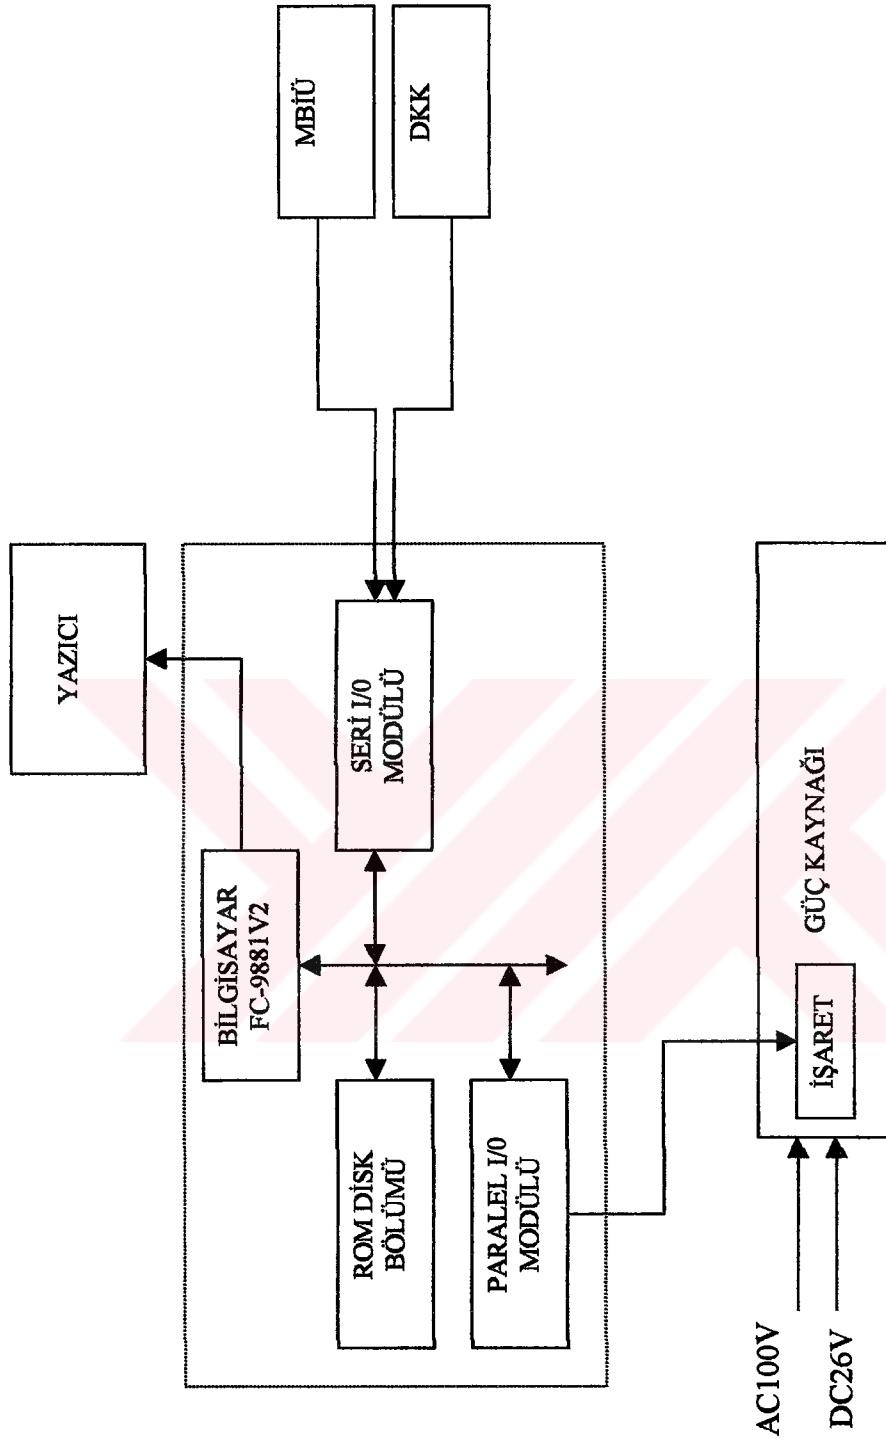 YAZICI
MBİÜ
DKK
BİLGİSAYAR
FC-9881V2
SERİ I/0
MODÜLÜ
ROM DİSK
BÖLÜMÜ
PARALEL I/0
MODÜLÜ
GÜÇ KAYNAĞI
İŞARET
AC100V
DC26V